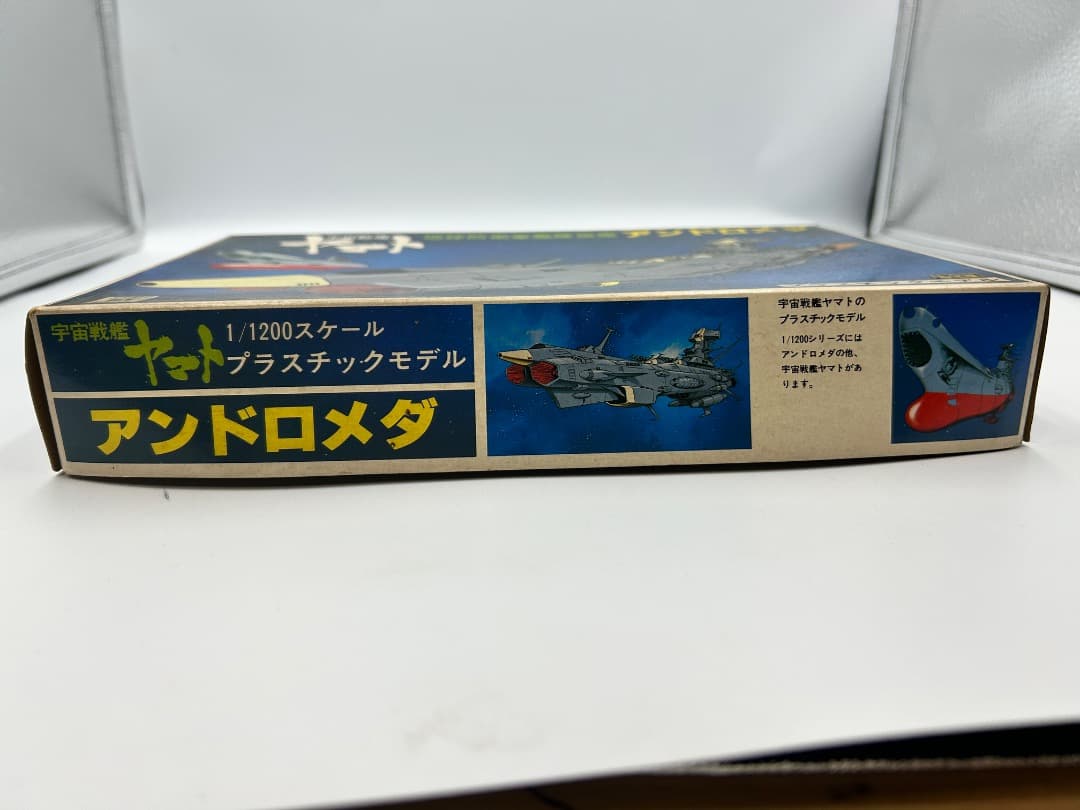 ヤマト
アンドロメダ
宇宙戦艦
ヤマト
1/1200スケール
プラスチックモデル
アンドロメダ
宇宙戦艦ヤマトの
プラスチックモデル
1/1200シリーズには
アンドロメダの他、
宇宙戦艦ヤマトがあ
ります。